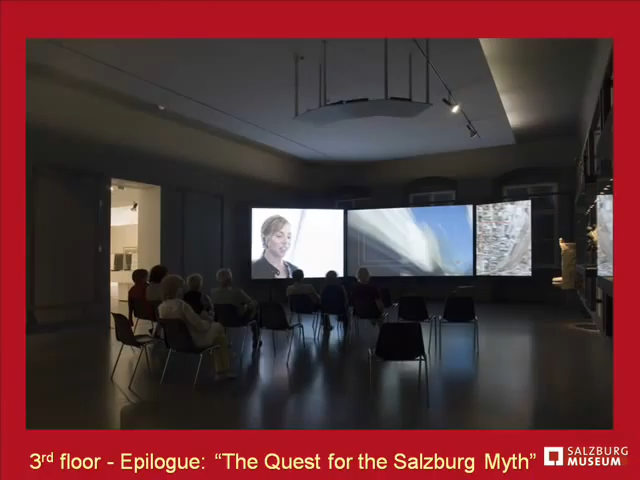 3rd floor - Epilogue: “The Quest for the Salzburg Myth”
SALZBURG
MUSEUM